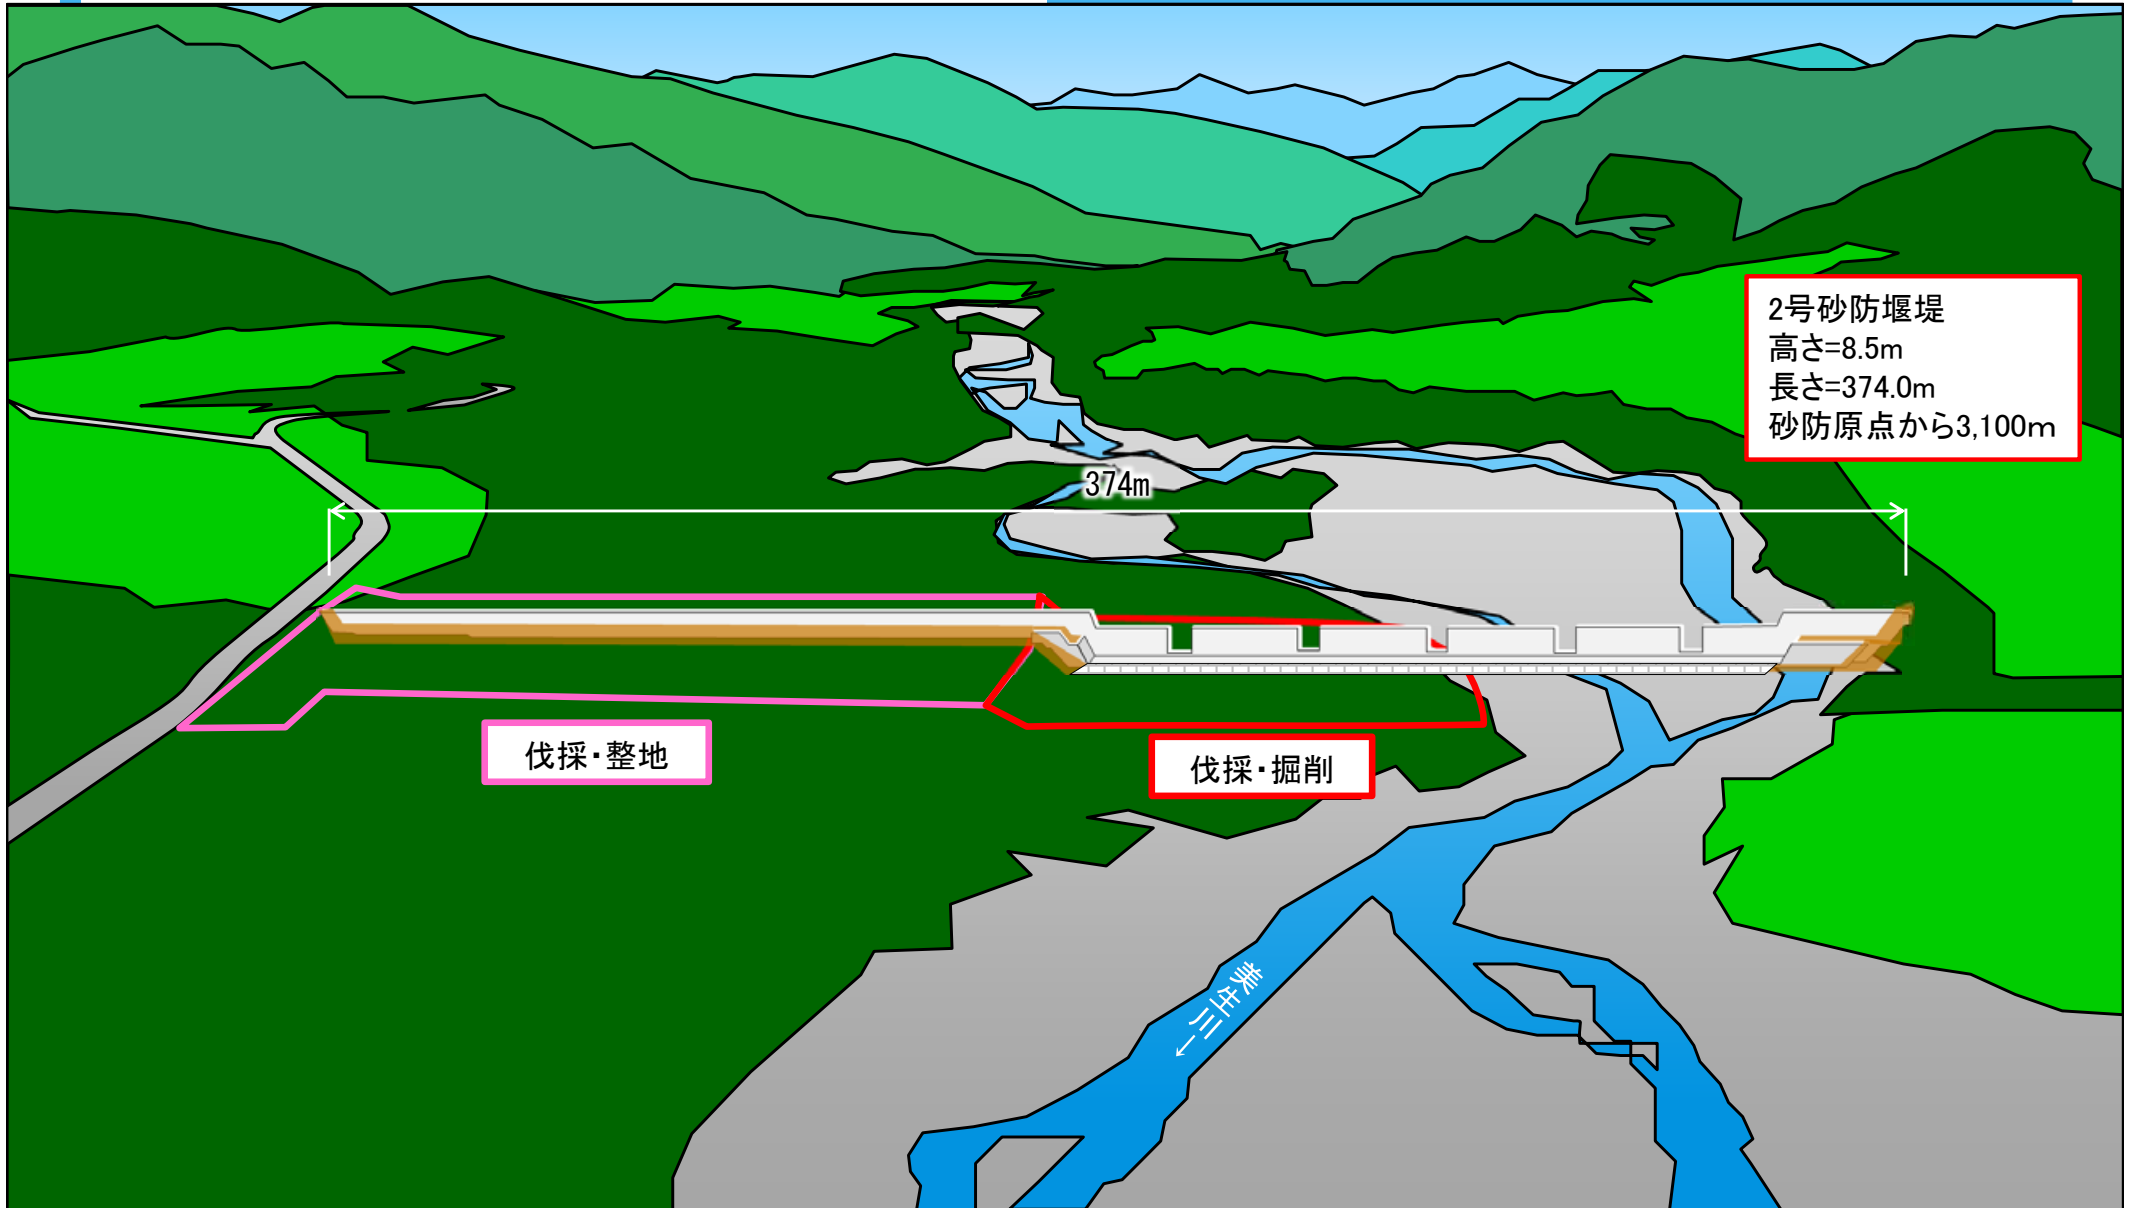 2号砂防堰堤
高さ=8.5m
長さ=374.0m
砂防原点から3,100m
374m
伐採・整地
伐採・掘削
美生川→